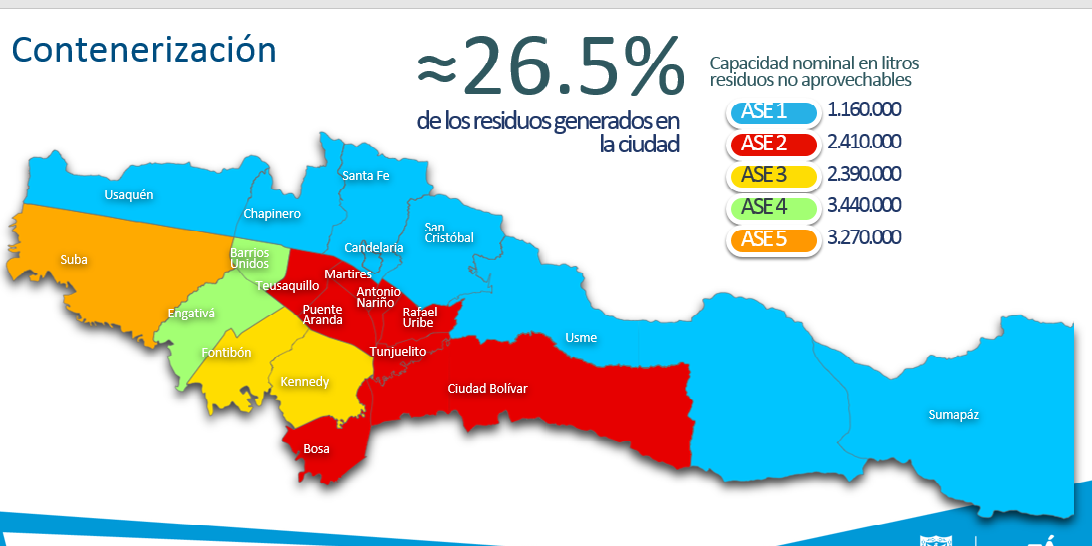 Contenerización
≈26.5%
de los residuos generados en
la ciudad
Capacidad nominal en litros
residuos no aprovechables
ASE 1 1.160.000
ASE 2 2.410.000
ASE 3 2.390.000
ASE 4 3.440.000
ASE 5 3.270.000
Santa Fe
Usaquén
Chapinero
San
Cristóbal
Candelaria
Suba
Barrios
Unidos
Martires
Teusaquillo
Antonio
Nariño
Engativá
Puente
Aranda
Rafael
Uribe
Usme
Fontibón
Tunjuelito
Kennedy
Ciudad Bolívar
Sumapáz
Bosa